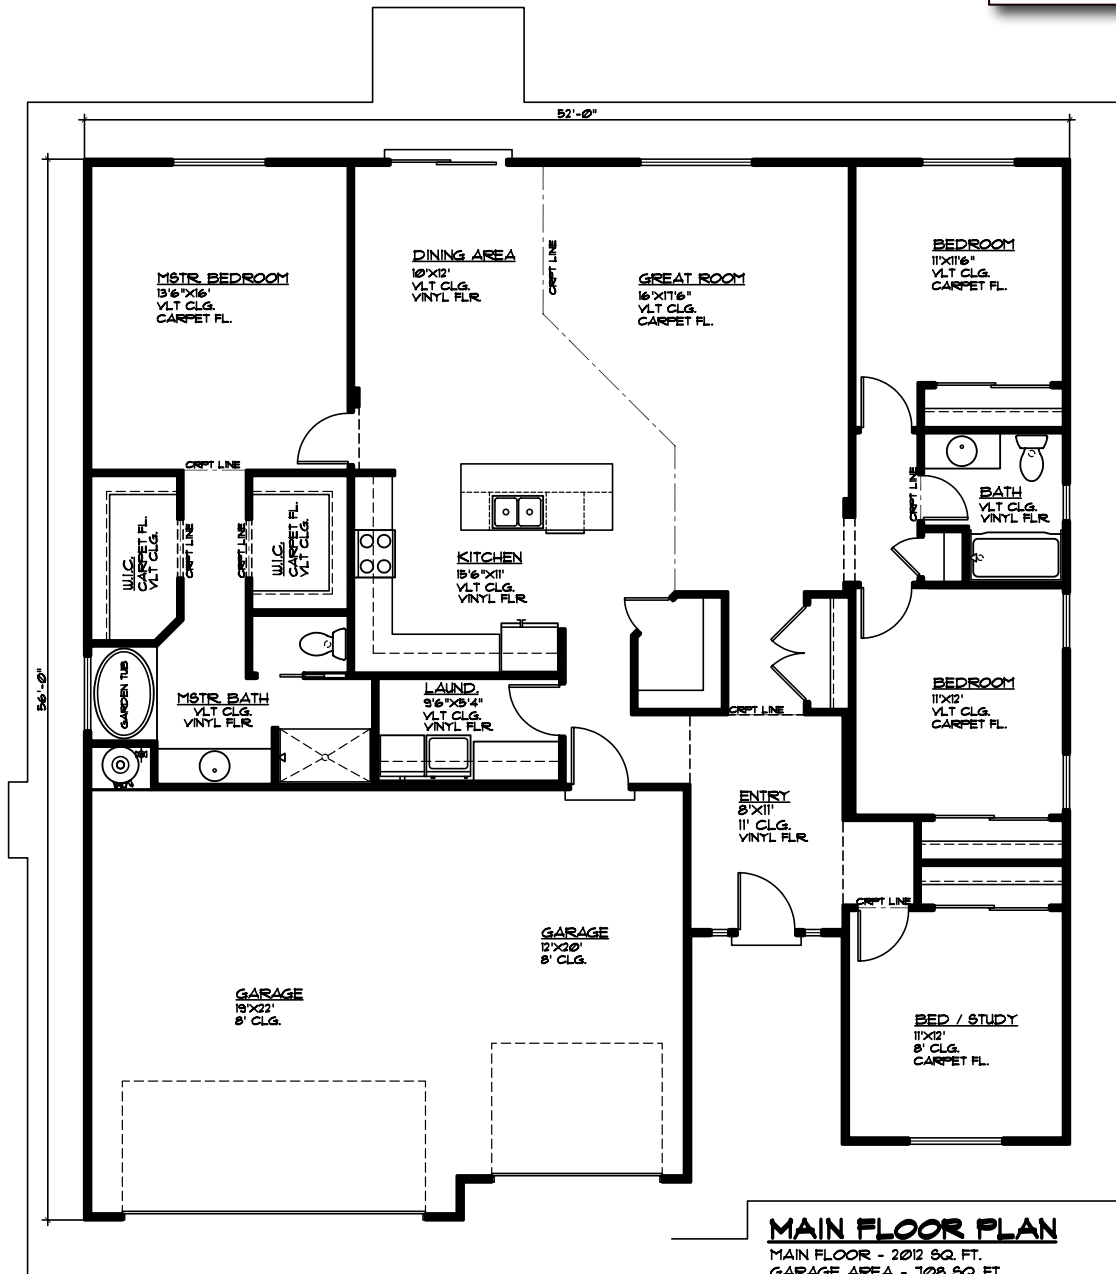 52'-0"
56'-0"
MSTR. BEDROOM
13'6"X16'
VLT CLG.
CARPET FL.
DINING AREA
10'X12'
VLT CLG.
VINYL FLR
CRPT LINE
GREAT ROOM
16'X17'6"
VLT CLG.
CARPET FL.
BEDROOM
11'X11'6"
VLT CLG.
CARPET FL.
CRPT LINE
W.I.C.
CARPET FL.
VLT CLG.
CRPT LINE
CRPT LINE
W.I.C.
CARPET FL.
VLT CLG.
KITCHEN
15'6"X11'
VLT CLG.
VINYL FLR
CRPT LINE
BATH
VLT CLG.
VINYL FLR
GARDEN TUB
MSTR. BATH
VLT CLG.
VINYL FLR
LAUND.
9'6"X5'4"
VLT CLG.
VINYL FLR
CRPT LINE
BEDROOM
11'X12'
VLT CLG.
CARPET FL.
ENTRY
8'X11'
11' CLG.
VINYL FLR
CRPT LINE
GARAGE
12'X20'
8' CLG.
GARAGE
19'X22'
8' CLG.
BED / STUDY
11'X12'
8' CLG.
CARPET FL.
MAIN FLOOR PLAN
MAIN FLOOR - 2012 SQ. FT.
GARAGE AREA - 708 SQ. FT.